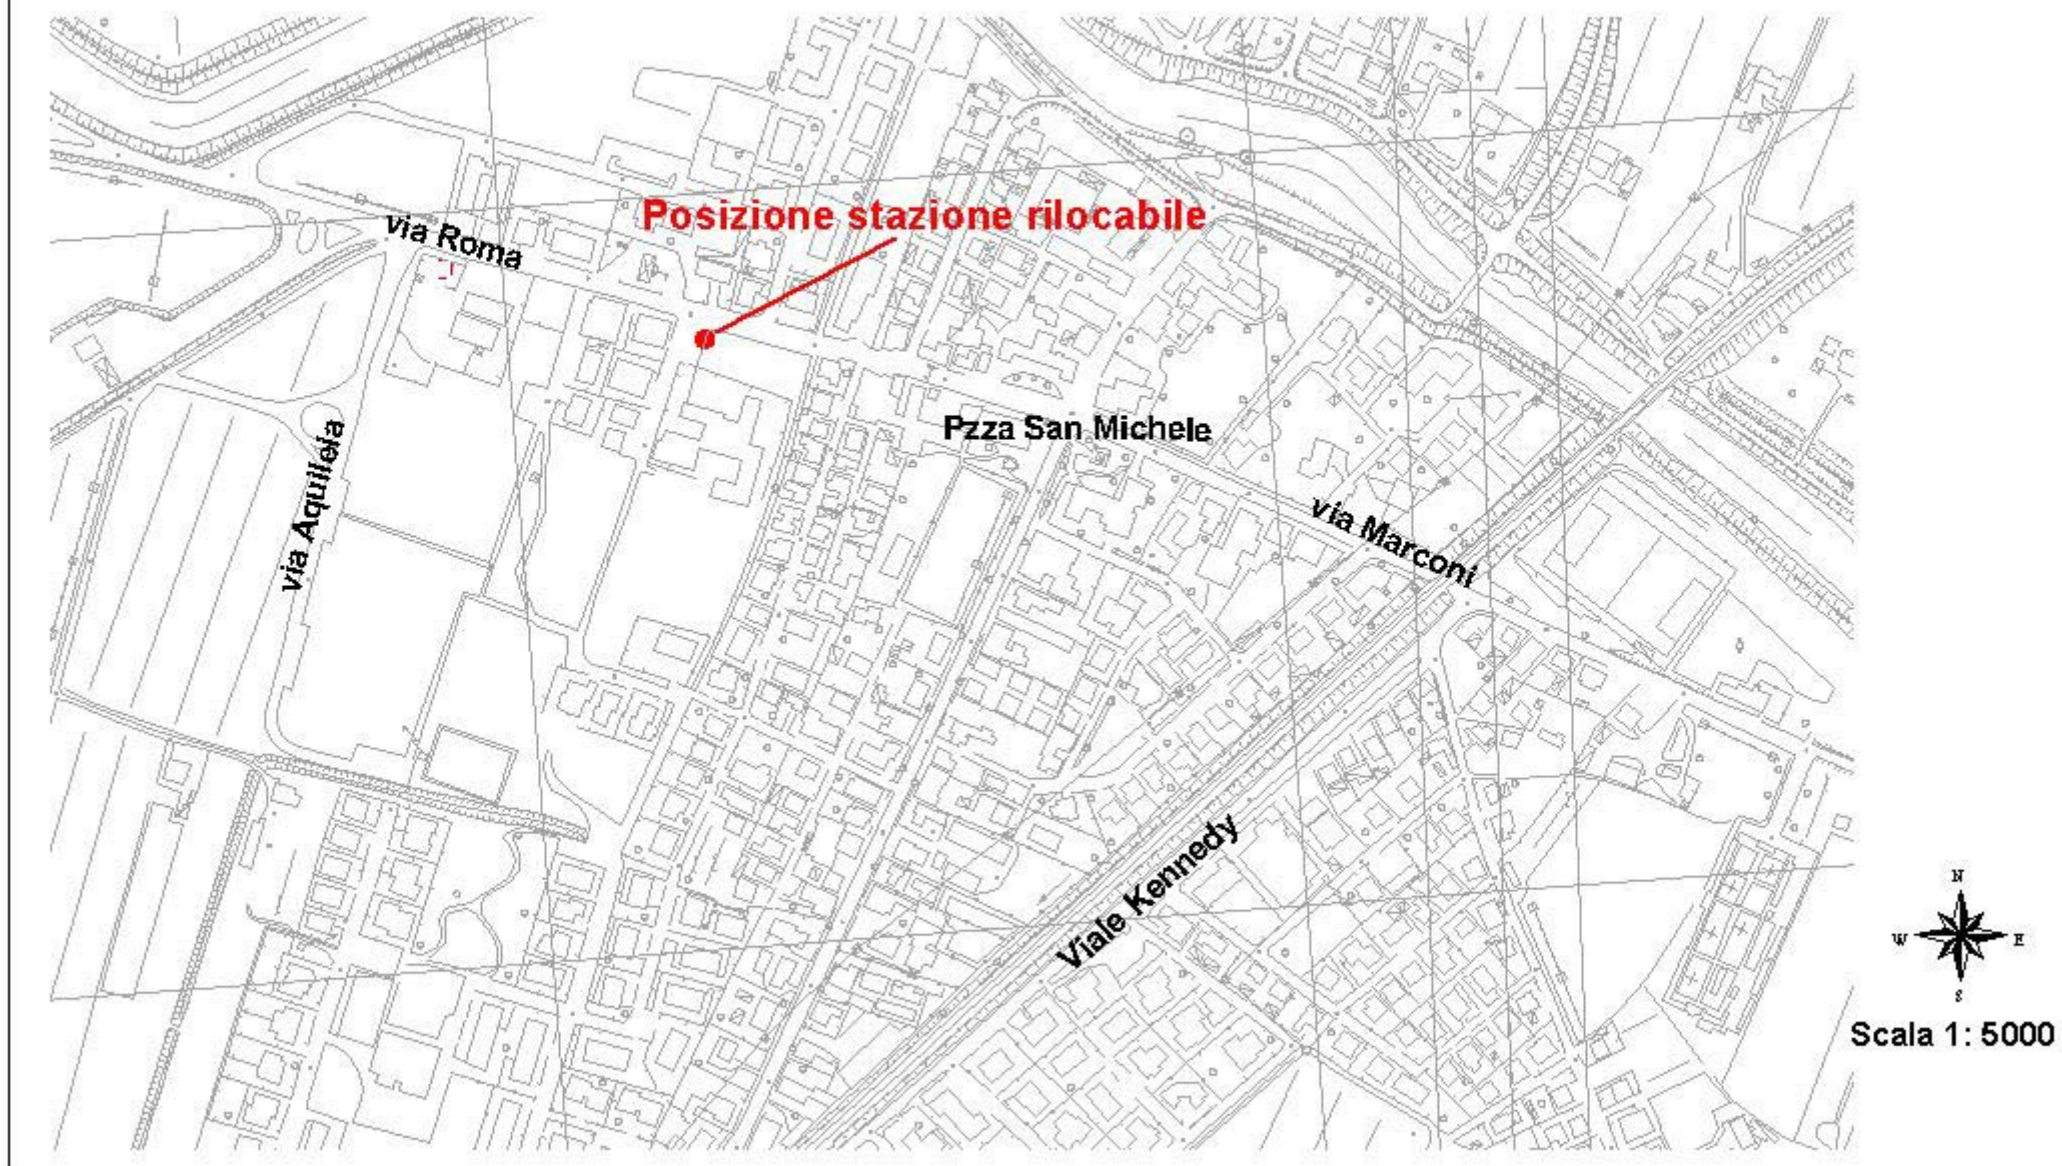 Posizione stazione rilocabile
via Roma
Pzza San Michele
via Aquileia
via Marconi
Viale Kennedy
N
W E
S
Scala 1: 5000